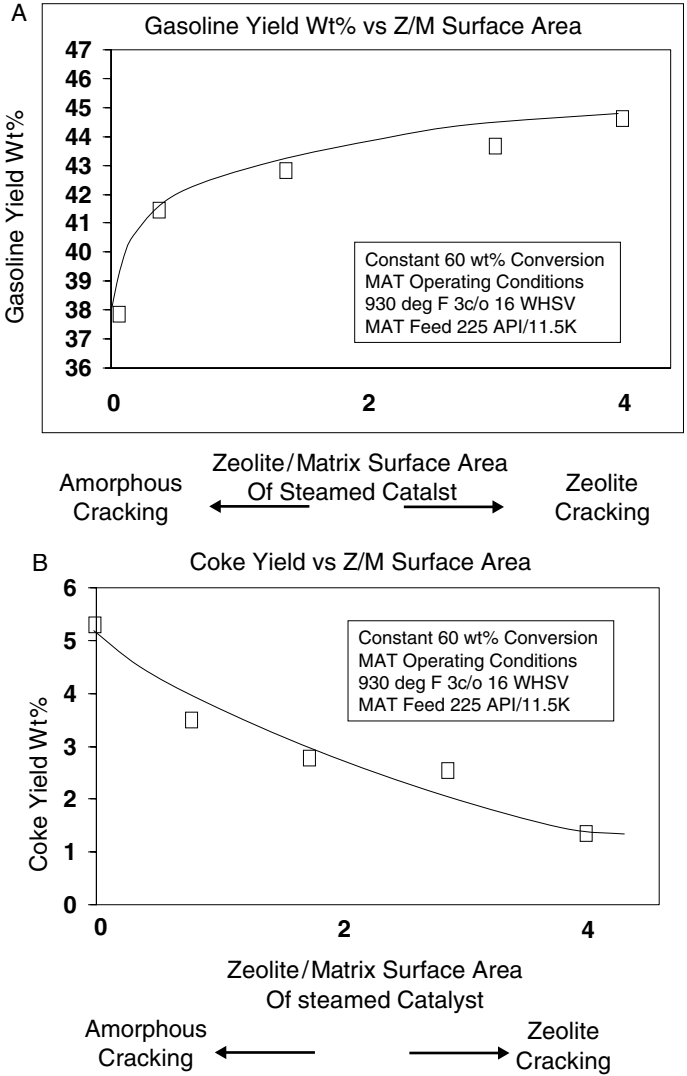 A
Gasoline Yield Wt% vs Z/M Surface Area
Gasoline Yield Wt%
47
46
45
44
43
42
41
40
39
38
37
36
Constant 60 wt% Conversion
MAT Operating Conditions
930 deg F 3c/o 16 WHSV
MAT Feed 225 API/11.5K
0 2 4
Zeolite/Matrix Surface Area
Of Steamed Catalst
Amorphous
Cracking
Zeolite
Cracking
B
Coke Yield vs Z/M Surface Area
Coke Yield Wt%
6
5
4
3
2
1
0
Constant 60 wt% Conversion
MAT Operating Conditions
930 deg F 3c/o 16 WHSV
MAT Feed 225 API/11.5K
0 2 4
Zeolite/Matrix Surface Area
Of steamed Catalyst
Amorphous
Cracking
Zeolite
Cracking